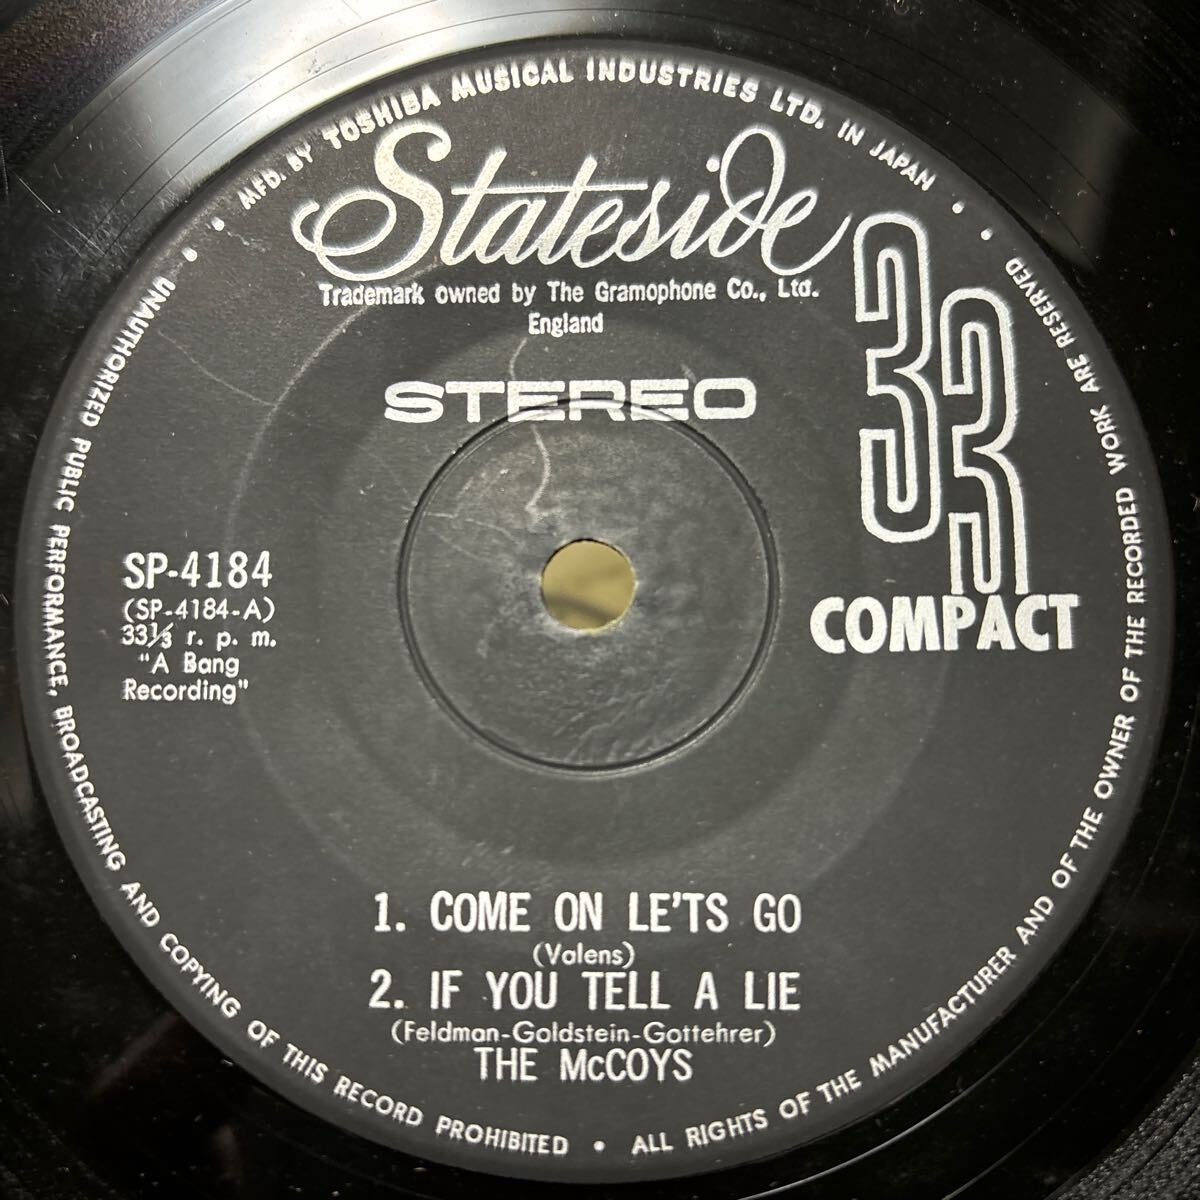 MFD. BY TOSHIBA MUSICAL INDUSTRIES LTD. IN JAPAN
Stateside
Trademark owned by The Gramophone Co., Ltd.
England
STEREO
33
COMPACT
SP-4184
(SP-4184-A)
33⅓ r. p. m.
"A Bang
Recording"
1. COME ON LE'TS GO
(Valens)
2. IF YOU TELL A LIE
(Feldman-Goldstein-Gottehrer)
THE McCOYS
• UNAUTHORIZED PUBLIC PERFORMANCE, BROADCASTING AND COPYING OF THIS RECORD PROHIBITED • ALL RIGHTS OF THE MANUFACTURER AND OF THE OWNER OF THE RECORDED WORK ARE RESERVED •